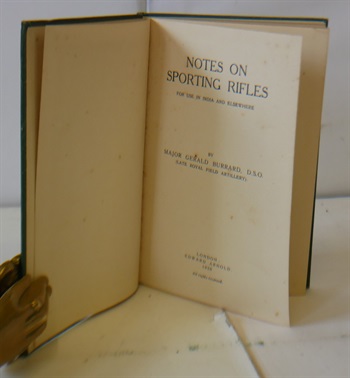 NOTES ON
SPORTING RIFLES
FOR USE IN INDIA AND ELSEWHERE
BY
MAJOR GERALD BURRARD, D.S.O.
(LATE ROYAL FIELD ARTILLERY)
LONDON
EDWARD ARNOLD